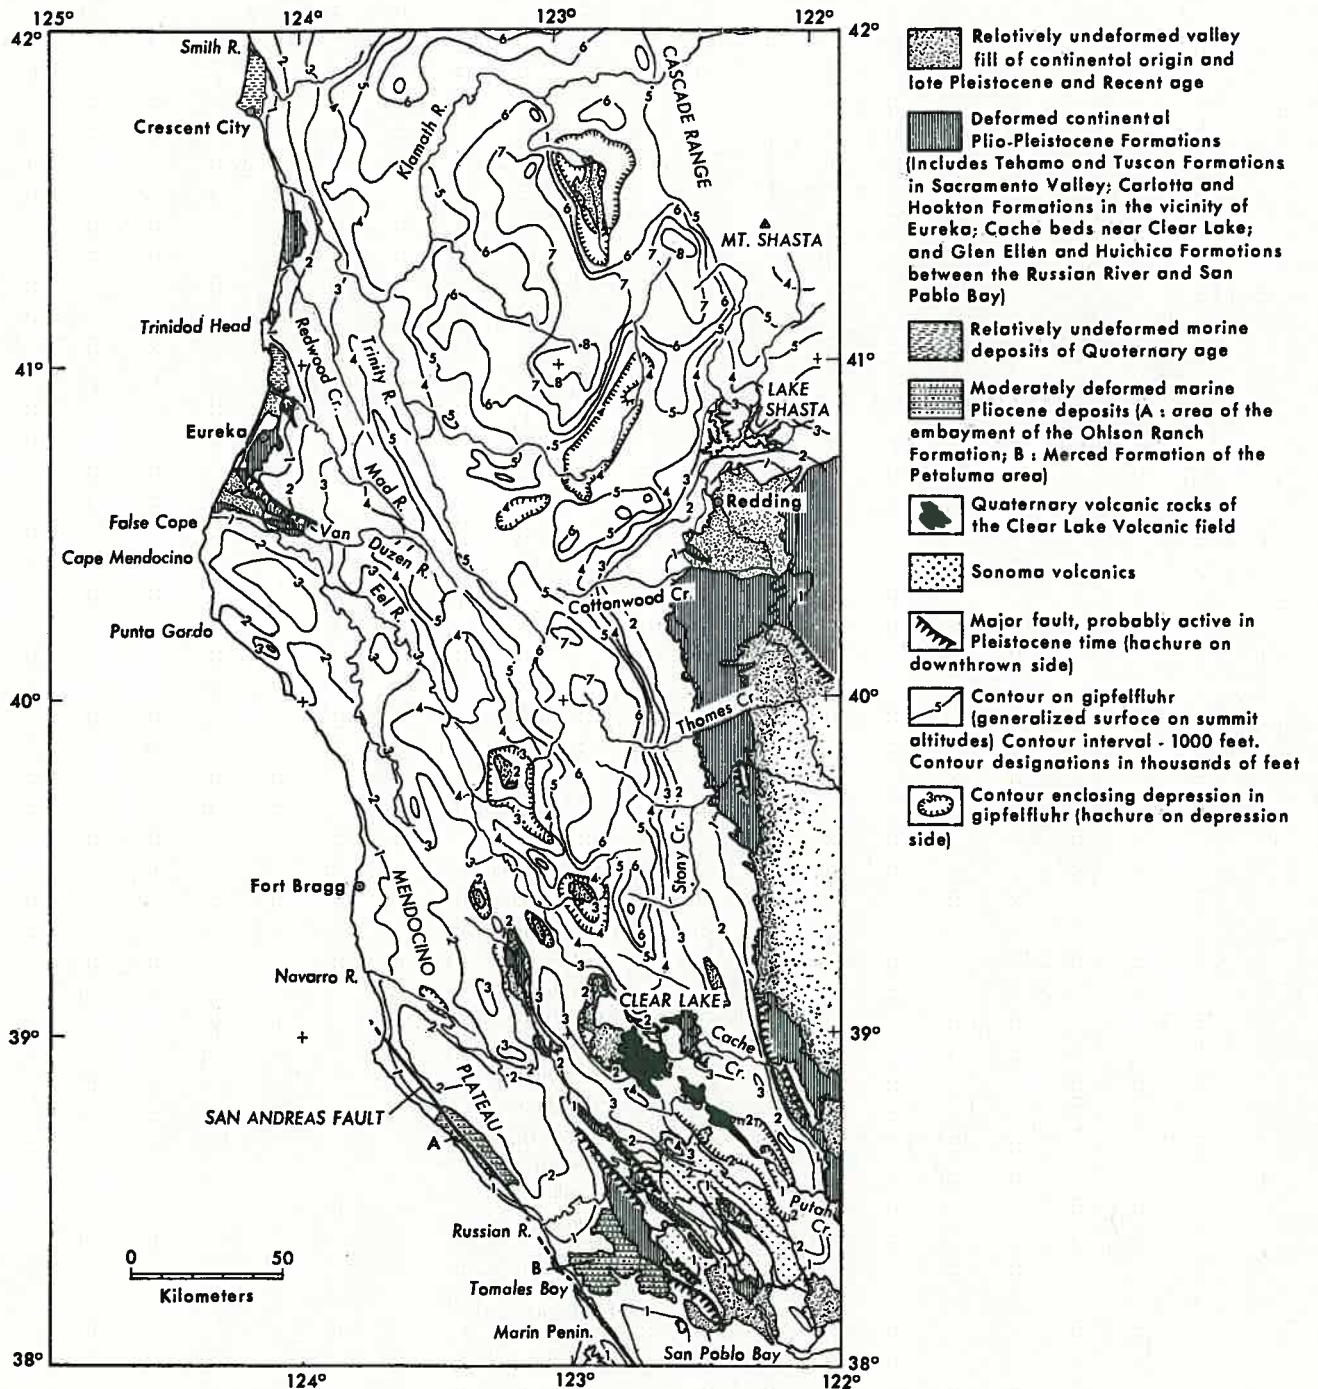 125°
124°
123°
122°
42°
42°
Smith R.
Crescent City
Klamath R.
CASCADE RANGE
MT. SHASTA
Trinidad Head
Redwood Cr.
Trinity R.
41°
41°
LAKE
SHASTA
Eureka
Mad R.
Redding
False Cape
Van
Duzen R.
Cape Mendocino
Eel R.
Cottonwood Cr.
Punta Gordo
40°
40°
Thomes Cr.
Stony Cr.
Fort Bragg
MENDOCINO
Navarro R.
CLEAR LAKE
39°
39°
Cache
Cr.
PLATEAU
SAN ANDREAS FAULT
A
Putah
Cr.
Russian R.
0 50
Kilometers
B
Tomales Bay
Marin Penin.
San Pablo Bay
38°
38°
124°
123°
122°
Relatively undeformed valley
fill of continental origin and
lote Pleistocene and Recent age
Deformed continental
Plio-Pleistocene Formations
(Includes Tehamo ond Tuscon Formations
in Sacramento Valley; Carlotta and
Hookton Formations in the vicinity of
Eureka; Cache beds near Clear Lake;
and Glen Ellen and Huichica Formations
between the Russian River and San
Pablo Bay)
Relatively undeformed marine
deposits of Quaternary age
Moderately deformed marine
Pliocene deposits (A : area of the
embayment of the Ohlson Ranch
Formation; B : Merced Formation of the
Petaluma area)
Quaternary volcanic rocks of
the Clear Lake Volcanic field
Sonoma volcanics
Major fault, probably active in
Pleistocene time (hachure on
downthrown side)
5
Contour on gipfelfluhr
(generalized surface on summit
altitudes) Contour interval - 1000 feet.
Contour designations in thousands of feet
3
Contour enclosing depression in
gipfelfluhr (hachure on depression
side)